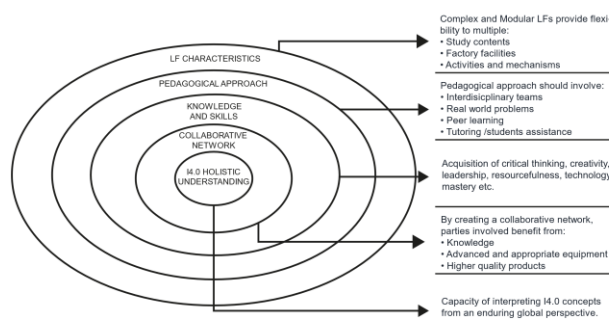 LF CHARACTERISTICS
PEDAGOGICAL APPROACH
KNOWLEDGE
AND SKILLS
COLLABORATIVE
NETWORK
I4.0 HOLISTIC
UNDERSTANDING
Complex and Modular LFs provide flexi-
bility to multiple:
• Study contents
• Factory facilities
• Activities and mechanisms
Pedagogical approach should involve:
• Interdisicplinary teams
• Real world problems
• Peer learning
• Tutoring /students assistance
Acquisition of critical thinking, creativity,
leadership, resourcefulness, technology
mastery etc.
By creating a collaborative network,
parties involved benefit from:
• Knowledge
• Advanced and appropriate equipment
• Higher quality products
Capacity of interpreting I4.0 concepts
from an enduring global perspective.